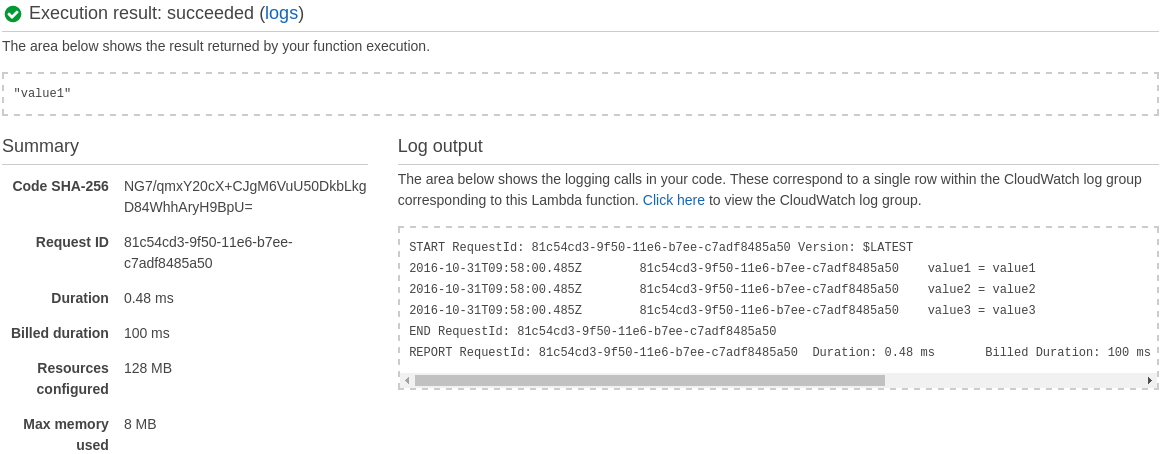 Execution result: succeeded (logs)
The area below shows the result returned by your function execution.
"value1"
Summary
Code SHA-256 NG7/qmxY20cX+CJgM6VuU50DkbLkg
D84WhhAryH9BpU=
Request ID 81c54cd3-9f50-11e6-b7ee-
c7adf8485a50
Duration 0.48 ms
Billed duration 100 ms
Resources 128 MB
configured
Max memory 8 MB
used
Log output
The area below shows the logging calls in your code. These correspond to a single row within the CloudWatch log group
corresponding to this Lambda function. Click here to view the CloudWatch log group.
START RequestId: 81c54cd3-9f50-11e6-b7ee-c7adf8485a50 Version: $LATEST
2016-10-31T09:58:00.485Z 81c54cd3-9f50-11e6-b7ee-c7adf8485a50 value1 = value1
2016-10-31T09:58:00.485Z 81c54cd3-9f50-11e6-b7ee-c7adf8485a50 value2 = value2
2016-10-31T09:58:00.485Z 81c54cd3-9f50-11e6-b7ee-c7adf8485a50 value3 = value3
END RequestId: 81c54cd3-9f50-11e6-b7ee-c7adf8485a50
REPORT RequestId: 81c54cd3-9f50-11e6-b7ee-c7adf8485a50 Duration: 0.48 ms Billed Duration: 100 ms